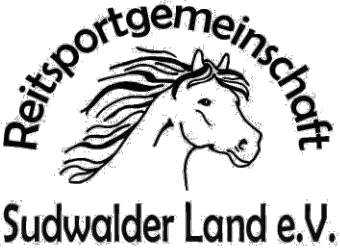 Reitsportgemeinschaft
Sudwalder Land e.V.